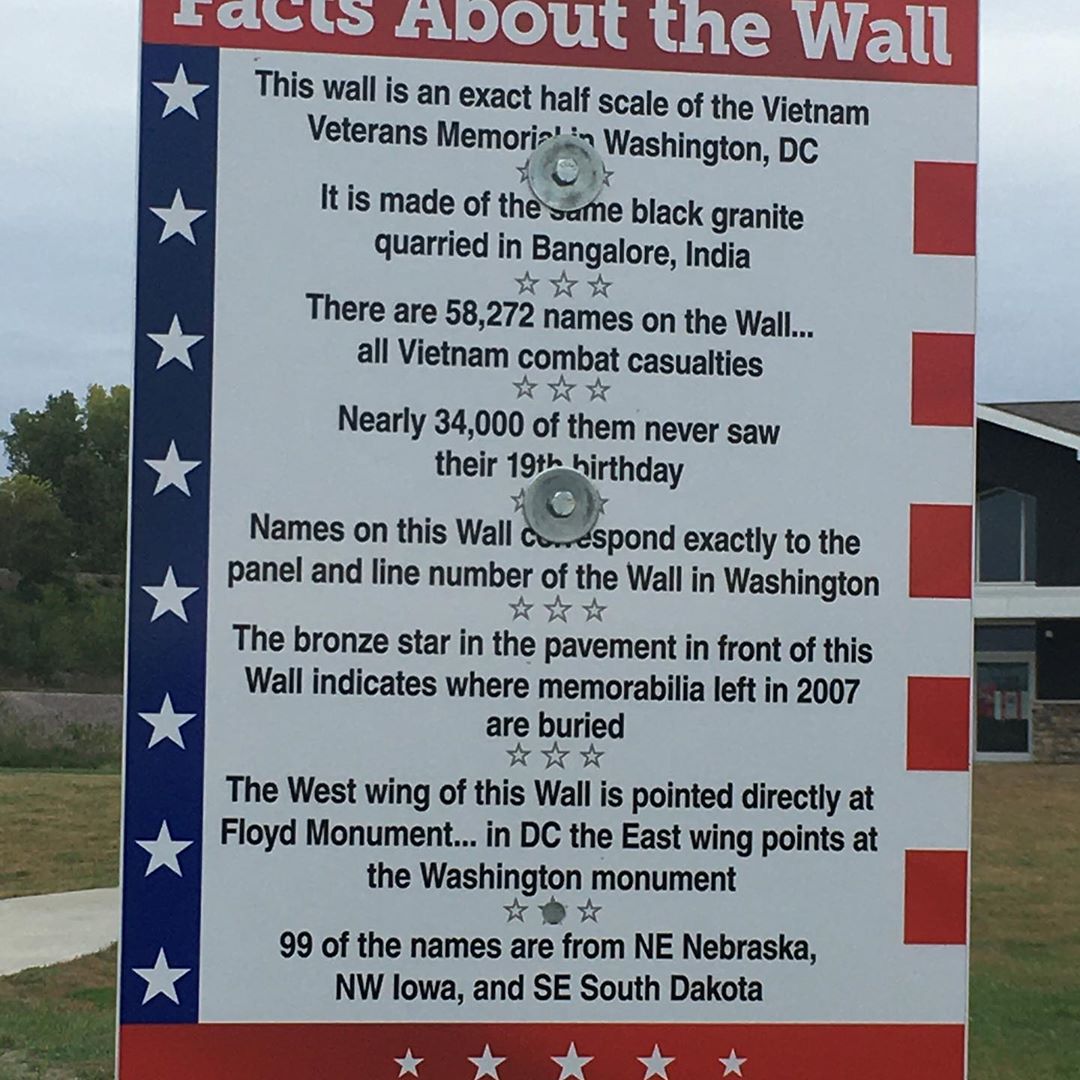 Facts About the Wall
This wall is an exact half scale of the Vietnam
Veterans Memorial in Washington, DC
It is made of the same black granite
quarried in Bangalore, India
There are 58,272 names on the Wall...
all Vietnam combat casualties
Nearly 34,000 of them never saw
their 19th birthday
Names on this Wall correspond exactly to the
panel and line number of the Wall in Washington
The bronze star in the pavement in front of this
Wall indicates where memorabilia left in 2007
are buried
The West wing of this Wall is pointed directly at
Floyd Monument... in DC the East wing points at
the Washington monument
99 of the names are from NE Nebraska,
NW Iowa, and SE South Dakota